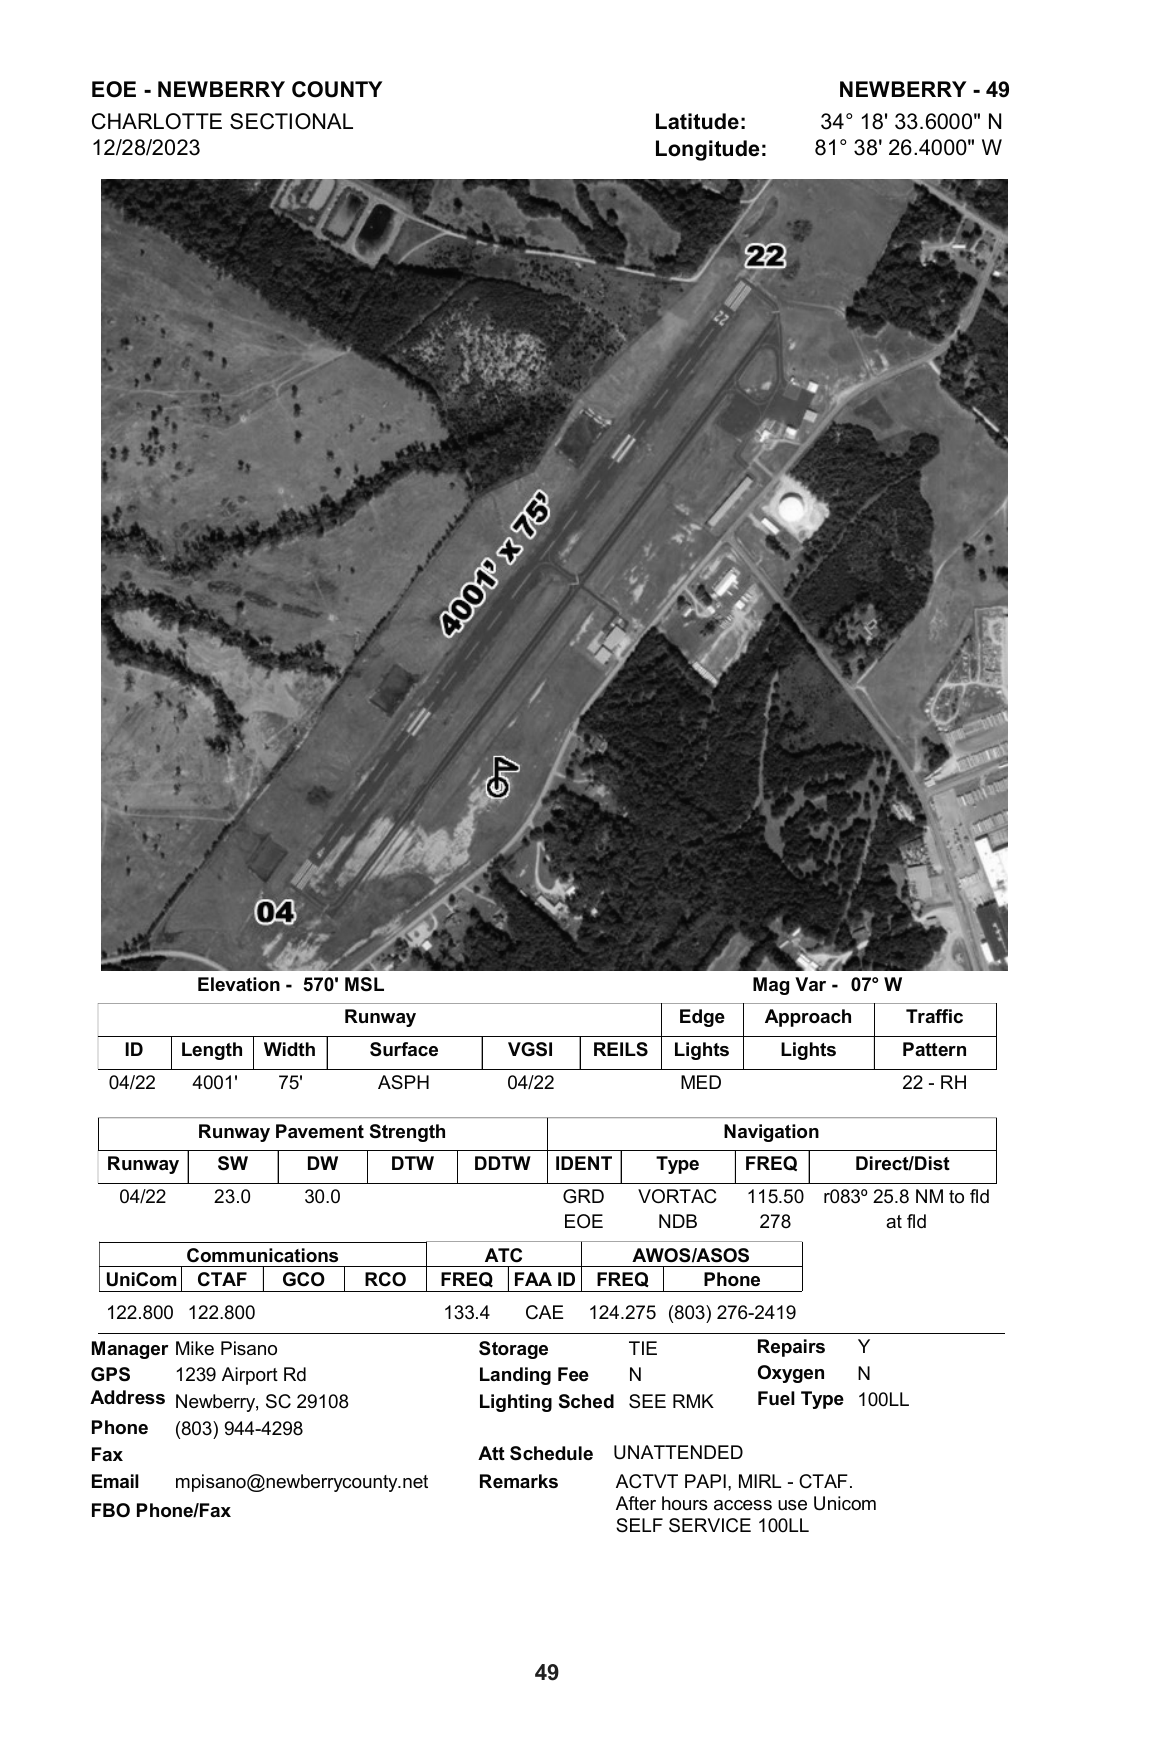 EOE - NEWBERRY COUNTY NEWBERRY - 49
CHARLOTTE SECTIONAL Latitude: 34° 18' 33.6000" N
12/28/2023 Longitude: 81° 38' 26.4000" W
22
22
4001' x 75'
04
Elevation - 570' MSL Mag Var - 07° W
Runway Edge Approach Traffic
ID Length Width Surface VGSI REILS Lights Lights Pattern
04/22 4001' 75' ASPH 04/22 MED 22 - RH
Runway Pavement Strength Navigation
Runway SW DW DTW DDTW IDENT Type FREQ Direct/Dist
04/22 23.0 30.0 GRD VORTAC 115.50 r083º 25.8 NM to fld
EOE NDB 278 at fld
Communications ATC AWOS/ASOS
UniCom CTAF GCO RCO FREQ FAA ID FREQ Phone
122.800 122.800 133.4 CAE 124.275 (803) 276-2419
Manager Mike Pisano Storage TIE Repairs Y
GPS 1239 Airport Rd Landing Fee N Oxygen N
Address Newberry, SC 29108 Lighting Sched SEE RMK Fuel Type 100LL
Phone (803) 944-4298
Fax Att Schedule UNATTENDED
Email mpisano@newberrycounty.net Remarks ACTVT PAPI, MIRL - CTAF.
After hours access use Unicom
FBO Phone/Fax
SELF SERVICE 100LL
49